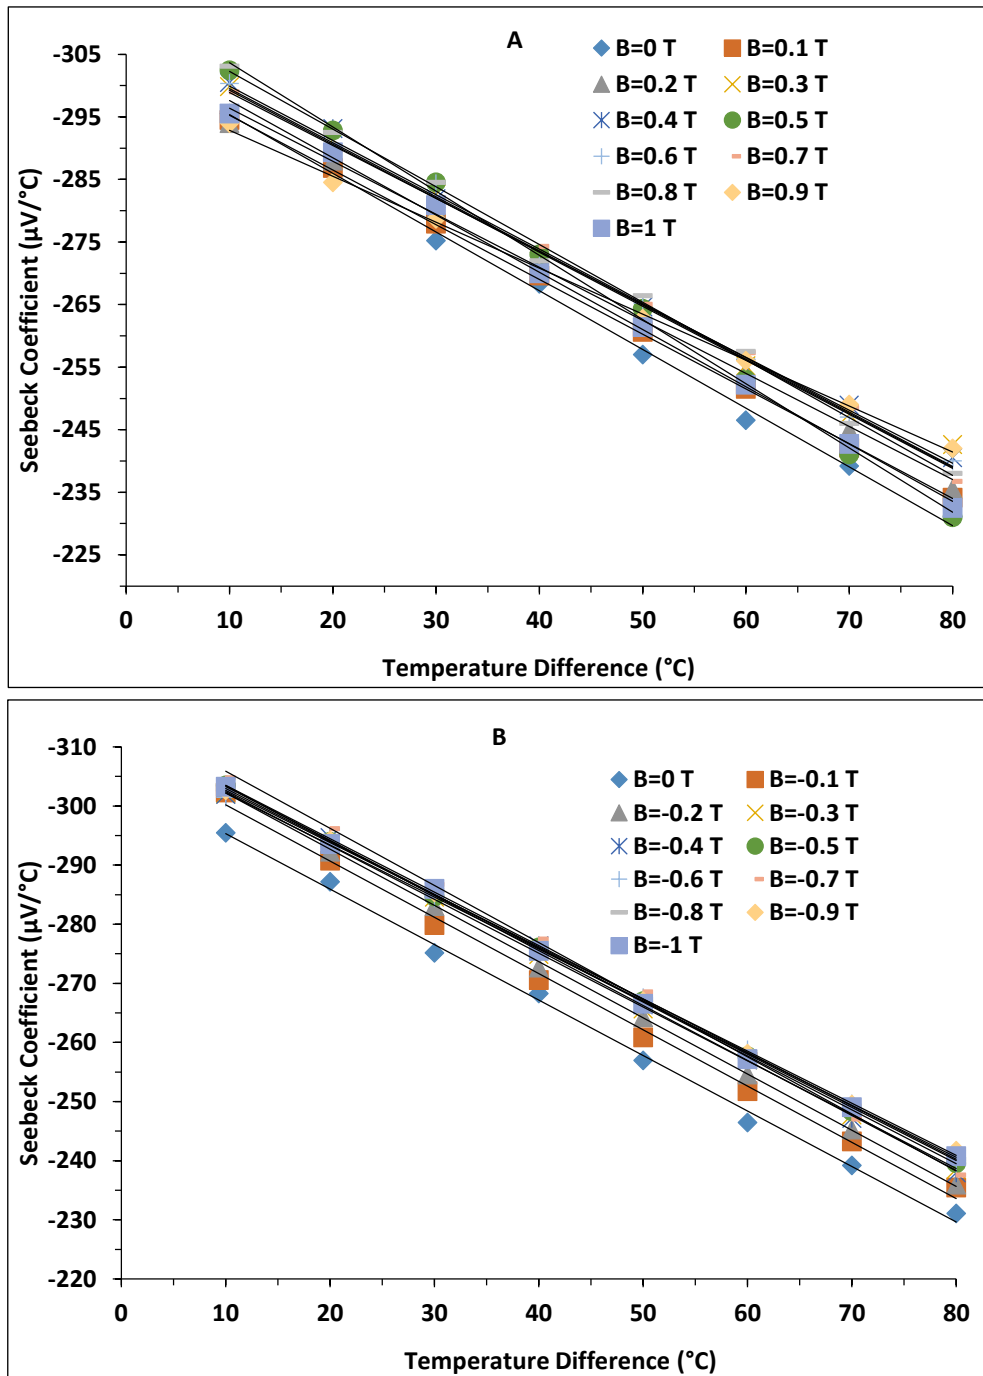 A
B=0 T
B=0.1 T
B=0.2 T
B=0.3 T
B=0.4 T
B=0.5 T
B=0.6 T
B=0.7 T
B=0.8 T
B=0.9 T
B=1 T
Seebeck Coefficient (µV/°C)
-305
-295
-285
-275
-265
-255
-245
-235
-225
0 10 20 30 40 50 60 70 80
Temperature Difference (°C)
B
B=0 T
B=-0.1 T
B=-0.2 T
B=-0.3 T
B=-0.4 T
B=-0.5 T
B=-0.6 T
B=-0.7 T
B=-0.8 T
B=-0.9 T
B=-1 T
Seebeck Coefficient (µV/°C)
-310
-300
-290
-280
-270
-260
-250
-240
-230
-220
0 10 20 30 40 50 60 70 80
Temperature Difference (°C)